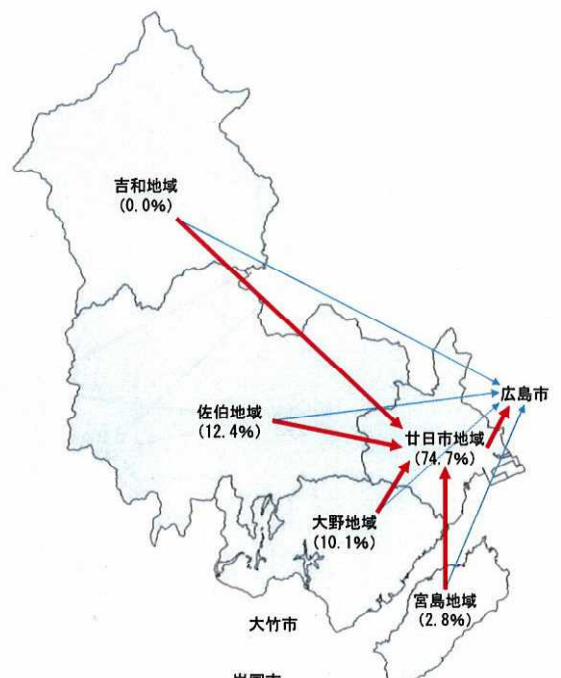 吉和地域
(0.0%)
広島市
佐伯地域
(12.4%)
廿日市地域
(74.7%)
大野地域
(10.1%)
宮島地域
(2.8%)
大竹市